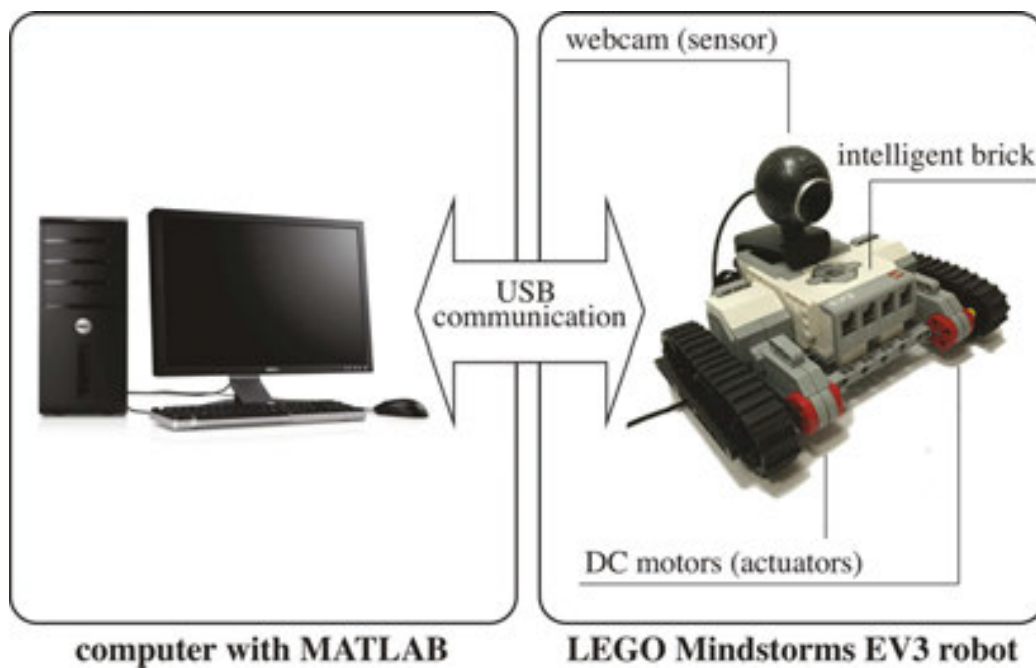 webcam (sensor)
intelligent brick
USB
communication
DC motors (actuators)
computer with MATLAB
LEGO Mindstorms EV3 robot